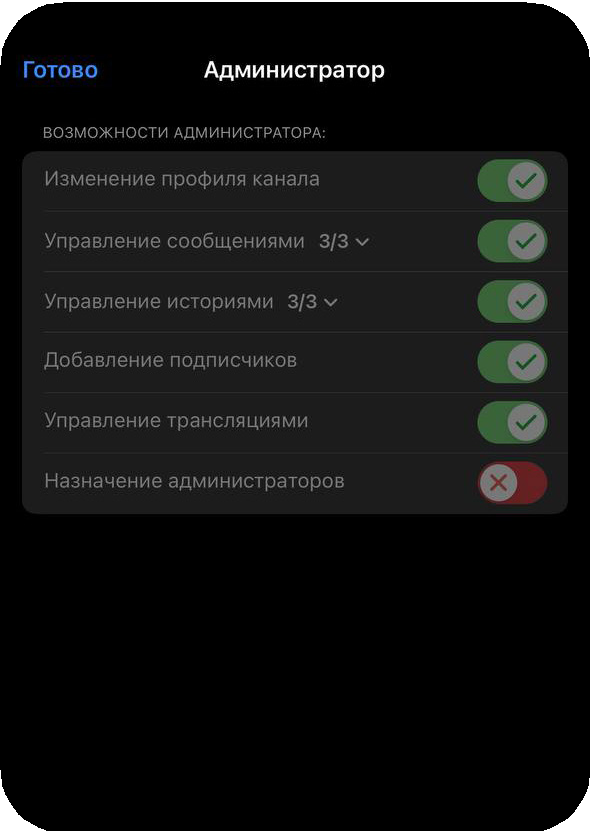 Готово Администратор
ВОЗМОЖНОСТИ АДМИНИСТРАТОРА:
Изменение профиля канала
Управление сообщениями 3/3
Управление историями 3/3
Добавление подписчиков
Управление трансляциями
Назначение администраторов